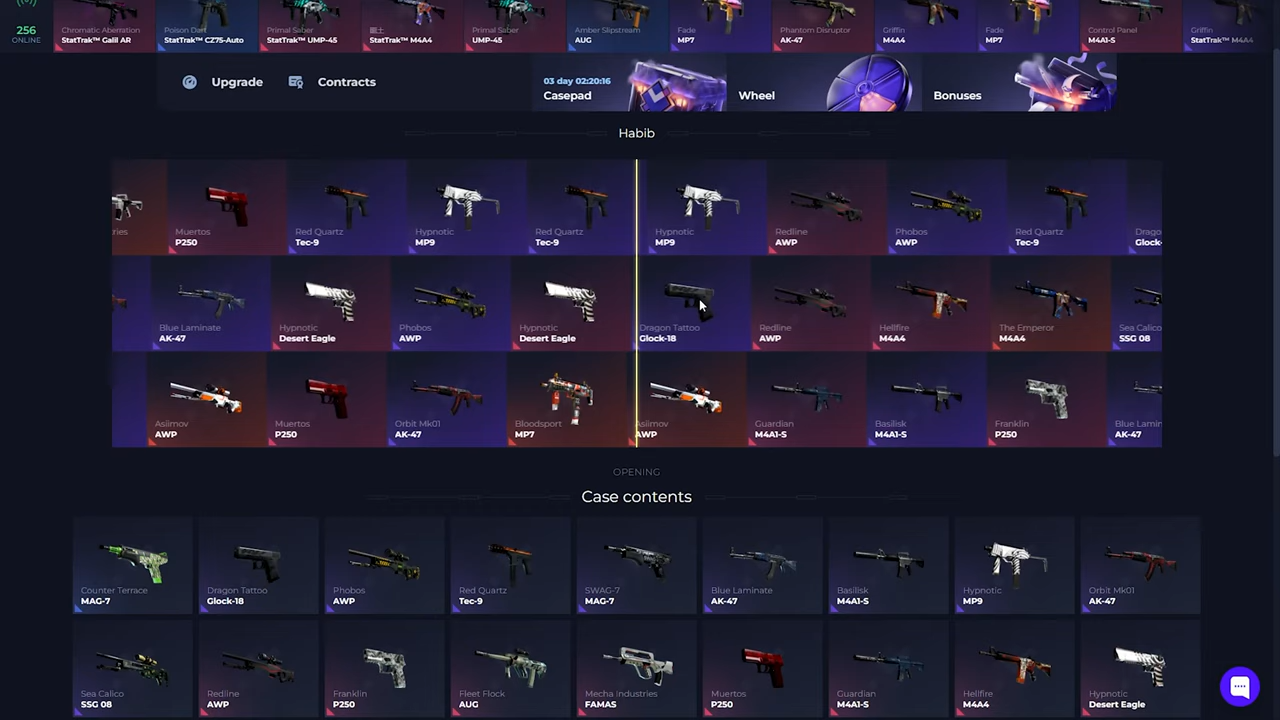 256
ONLINE
Chromatic Aberration
StatTrak™ Galil AR
Poison Dart
StatTrak™ CZ75-Auto
Primal Saber
StatTrak™ UMP-45
StatTrak™ M4A4
Primal Saber
UMP-45
Amber Slipstream
AUG
Fade
MP7
Phantom Disruptor
AK-47
Griffin
M4A4
Fade
MP7
Control Panel
M4A1-S
Griffin
StatTrak™ M4A4
Upgrade
Contracts
03 day 02:20:16
Casepad
Wheel
Bonuses
Habib
ries
Muertos
P250
Red Quartz
Tec-9
Hypnotic
MP9
Red Quartz
Tec-9
Hypnotic
MP9
Redline
AWP
Phobos
AWP
Red Quartz
Tec-9
Drago
Glock-
Blue Laminate
AK-47
Hypnotic
Desert Eagle
Phobos
AWP
Hypnotic
Desert Eagle
Dragon Tattoo
Glock-18
Redline
AWP
Hellfire
M4A4
The Emperor
M4A4
Sea Calico
SSG 08
Asiimov
AWP
Muertos
P250
Orbit Mk01
AK-47
Bloodsport
MP7
Asiimov
AWP
Guardian
M4A1-S
Basilisk
M4A1-S
Franklin
P250
Blue Lamin
AK-47
OPENING
Case contents
Counter Terrace
MAG-7
Dragon Tattoo
Glock-18
Phobos
AWP
Red Quartz
Tec-9
SWAG-7
MAG-7
Blue Laminate
AK-47
Basilisk
M4A1-S
Hypnotic
MP9
Orbit Mk01
AK-47
Sea Calico
SSG 08
Redline
AWP
Franklin
P250
Fleet Flock
AUG
Mecha Industries
FAMAS
Muertos
P250
Guardian
M4A1-S
Hellfire
M4A4
Hypnotic
Desert Eagle